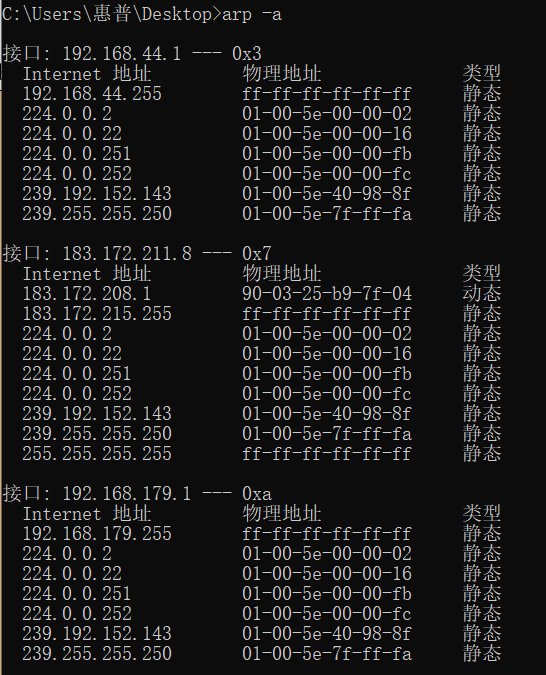 C:\Users\惠普\Desktop>arp -a
接口: 192.168.44.1 --- 0x3
Internet 地址 物理地址 类型
192.168.44.255 ff-ff-ff-ff-ff-ff 静态
224.0.0.2 01-00-5e-00-00-02 静态
224.0.0.22 01-00-5e-00-00-16 静态
224.0.0.251 01-00-5e-00-00-fb 静态
224.0.0.252 01-00-5e-00-00-fc 静态
239.192.152.143 01-00-5e-40-98-8f 静态
239.255.255.250 01-00-5e-7f-ff-fa 静态
接口: 183.172.211.8 --- 0x7
Internet 地址 物理地址 类型
183.172.208.1 90-03-25-b9-7f-04 动态
183.172.215.255 ff-ff-ff-ff-ff-ff 静态
224.0.0.2 01-00-5e-00-00-02 静态
224.0.0.22 01-00-5e-00-00-16 静态
224.0.0.251 01-00-5e-00-00-fb 静态
224.0.0.252 01-00-5e-00-00-fc 静态
239.192.152.143 01-00-5e-40-98-8f 静态
239.255.255.250 01-00-5e-7f-ff-fa 静态
255.255.255.255 ff-ff-ff-ff-ff-ff 静态
接口: 192.168.179.1 --- 0xa
Internet 地址 物理地址 类型
192.168.179.255 ff-ff-ff-ff-ff-ff 静态
224.0.0.2 01-00-5e-00-00-02 静态
224.0.0.22 01-00-5e-00-00-16 静态
224.0.0.251 01-00-5e-00-00-fb 静态
224.0.0.252 01-00-5e-00-00-fc 静态
239.192.152.143 01-00-5e-40-98-8f 静态
239.255.255.250 01-00-5e-7f-ff-fa 静态